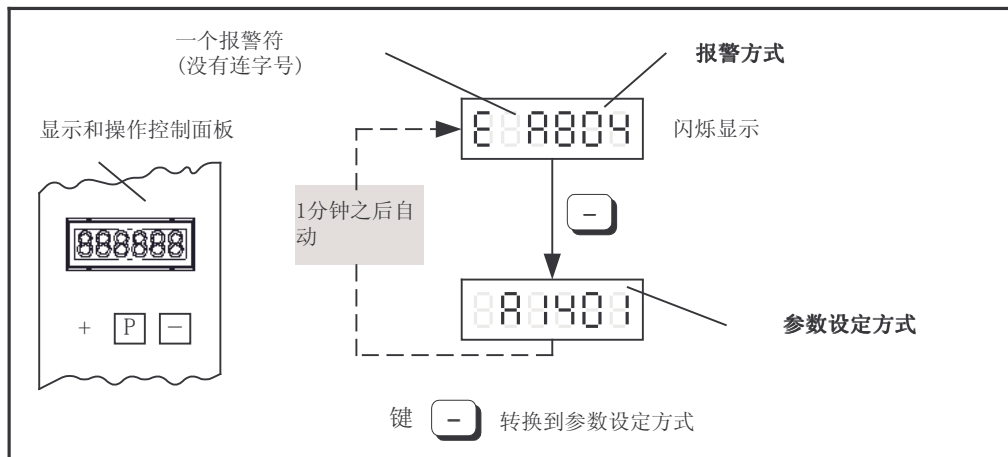 一个报警符
(没有连字号)
报警方式
显示和操作控制面板
E A804
闪烁显示
1分钟之后自
动
−
A1401
888888
+ P −
参数设定方式
键 − 转换到参数设定方式